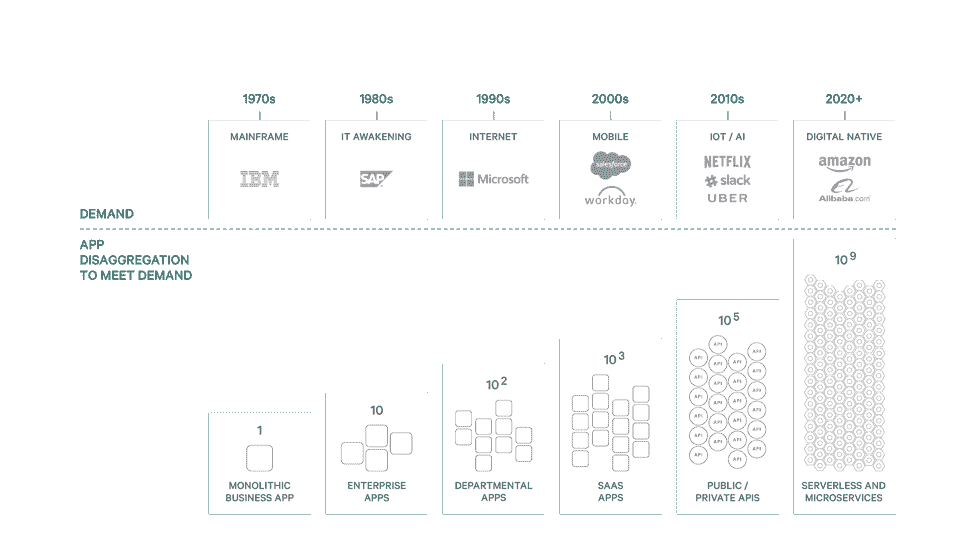 1970s 1980s 1990s 2000s 2010s 2020+
MAINFRAME IT AWAKENING INTERNET MOBILE IOT / AI DIGITAL NATIVE
IBM SAP Microsoft salesforce NETFLIX amazon
workday. slack Alibaba.com
UBER
DEMAND
APP
DISAGGREGATION
TO MEET DEMAND
1 10 10 2 10 3 10 5 10 9
API API API API
API API API API
API API API API
API API API API
API API API API
API API API API
API API
MONOLITHIC ENTERPRISE DEPARTMENTAL SAAS PUBLIC / SERVERLESS AND
BUSINESS APP APPS APPS APPS PRIVATE APIS MICROSERVICES